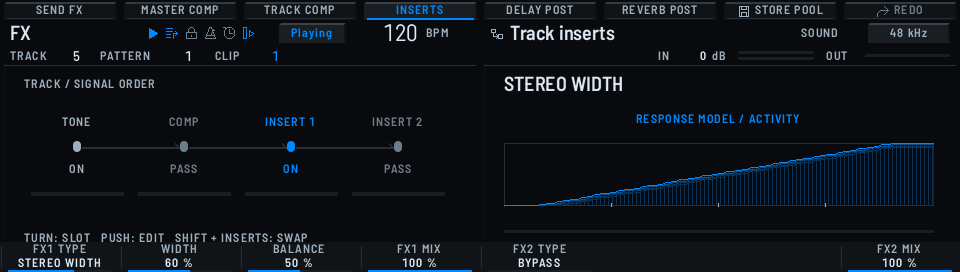 SEND FX MASTER COMP TRACK COMP INSERTS DELAY POST REVERB POST STORE POOL REDO
FX Playing 120 BPM Track inserts SOUND 48 kHz
TRACK 5 PATTERN 1 CLIP 1 IN 0 dB OUT
TRACK / SIGNAL ORDER
STEREO WIDTH
TONE COMP INSERT 1 INSERT 2
RESPONSE MODEL / ACTIVITY
ON PASS ON PASS
TURN: SLOT PUSH: EDIT SHIFT + INSERTS: SWAP
FX1 TYPE WIDTH BALANCE FX1 MIX FX2 TYPE FX2 MIX
STEREO WIDTH 60 % 50 % 100 % BYPASS 100 %